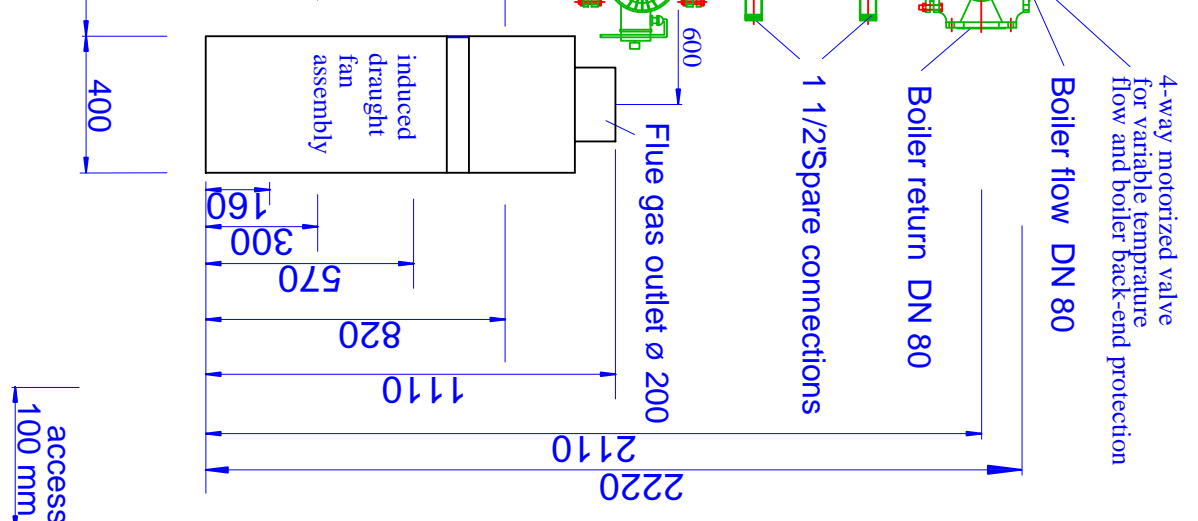 4-way motorized valve
for variable temprature
flow and boiler back-end protection
Boiler flow DN 80
Boiler return DN 80
1 1/2'Spare connections
600
Flue gas outlet ø 200
induced
draught
fan
assembly
400
160
300
570
820
1110
2110
2220
access
100 mm